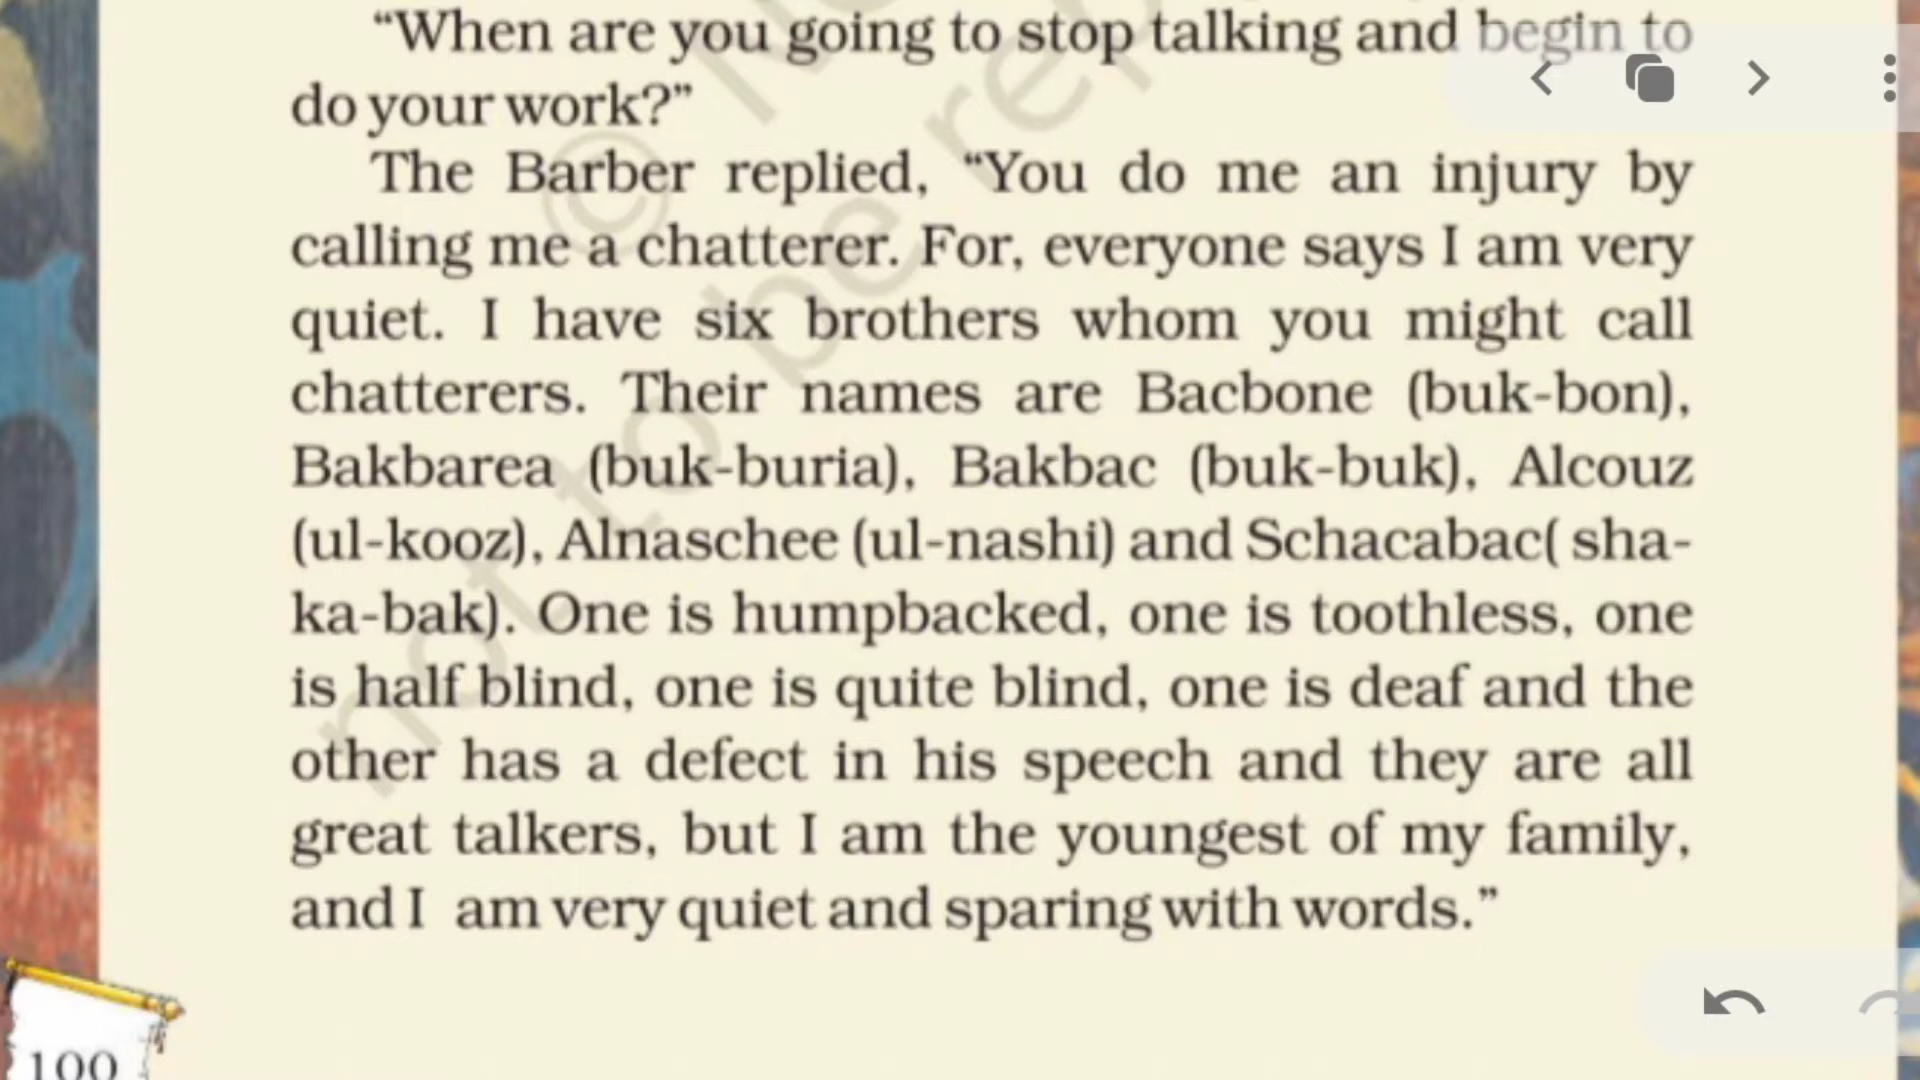 “When are you going to stop talking and begin to
do your work?”
The Barber replied, “You do me an injury by
calling me a chatterer. For, everyone says I am very
quiet. I have six brothers whom you might call
chatterers. Their names are Bacbone (buk-bon),
Bakbarea (buk-buria), Bakbac (buk-buk), Alcouz
(ul-kooz), Alnaschee (ul-nashi) and Schacabac( sha-
ka-bak). One is humpbacked, one is toothless, one
is half blind, one is quite blind, one is deaf and the
other has a defect in his speech and they are all
great talkers, but I am the youngest of my family,
and I  am very quiet and sparing with words.”
100
not to be rep
©